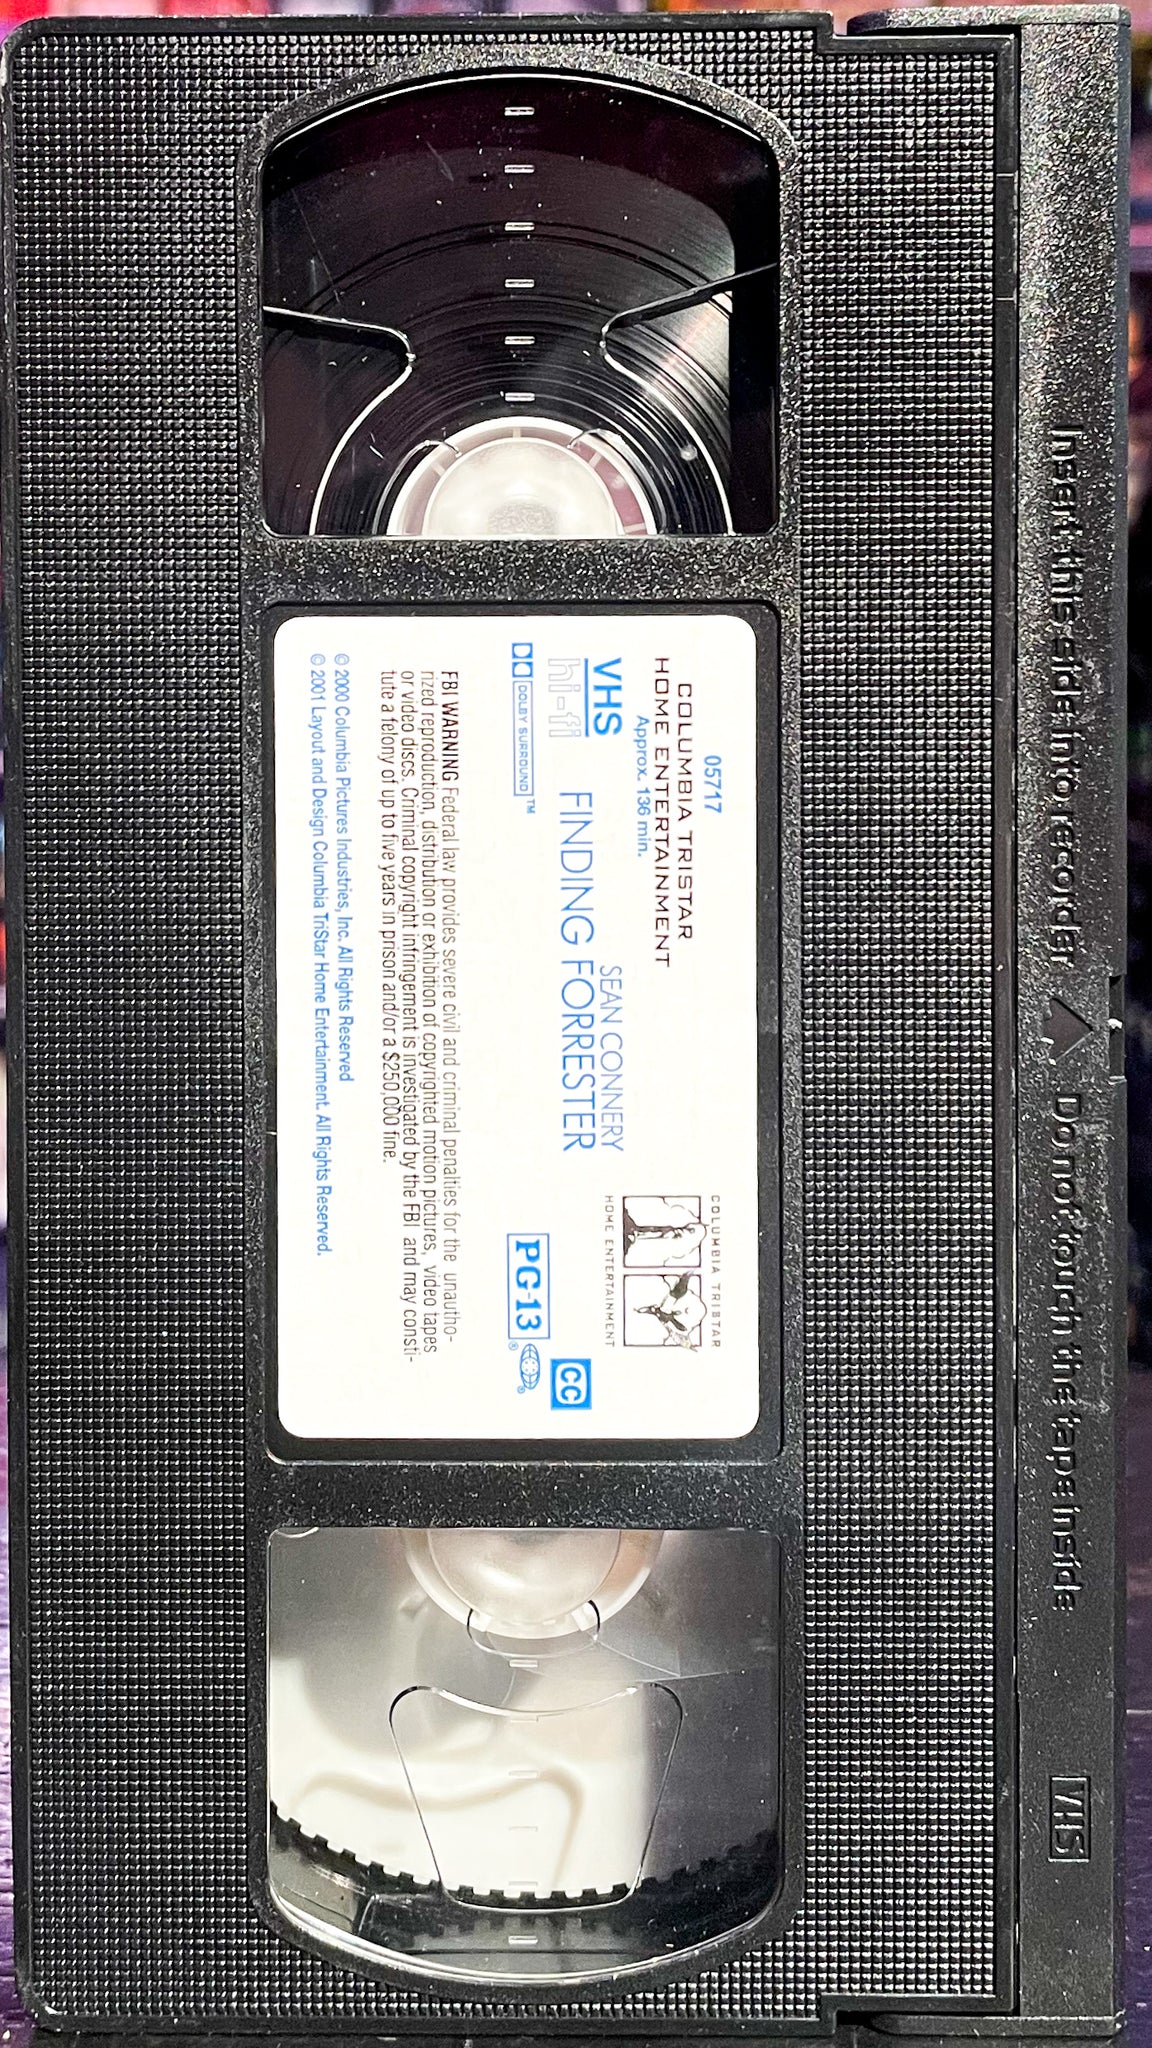 Insert this side into recorder
Do not touch the tape inside
VHS
05717
COLUMBIA TRISTAR
HOME ENTERTAINMENT
Approx. 136 min.
VHS
hi-fi
DOLBY SURROUND™
SEAN CONNERY
FINDING FORRESTER
COLUMBIA TRISTAR
HOME ENTERTAINMENT
CC
PG-13®
®
FBI WARNING Federal law provides severe civil and criminal penalties for the unautho-
rized reproduction, distribution or exhibition of copyrighted motion pictures, video tapes
or video discs. Criminal copyright infringement is investigated by the FBI and may consti-
tute a felony of up to five years in prison and/or a $250,000 fine.
© 2000 Columbia Pictures Industries, Inc. All Rights Reserved
© 2001 Layout and Design Columbia TriStar Home Entertainment. All Rights Reserved.